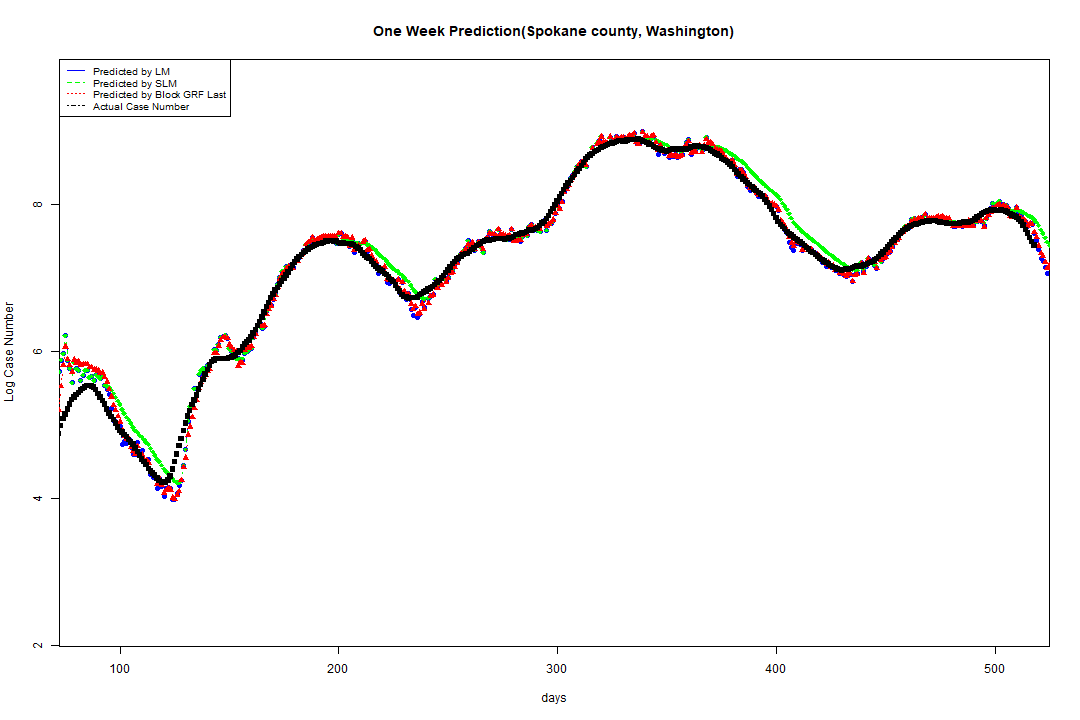 One Week Prediction(Spokane county, Washington)
Predicted by LM
Predicted by SLM
Predicted by Block GRF Last
Actual Case Number
8
6
4
2
Log Case Number
100 200 300 400 500
days